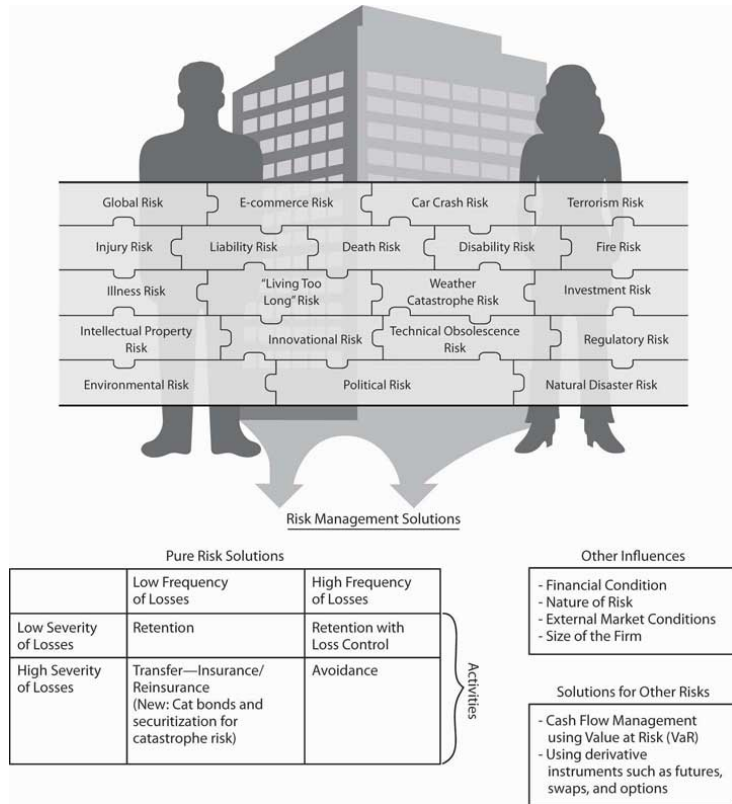 Global Risk
E-commerce Risk
Car Crash Risk
Terrorism Risk
Injury Risk
Liability Risk
Death Risk
Disability Risk
Fire Risk
Illness Risk
"Living Too
Long" Risk
Weather
Catastrophe Risk
Investment Risk
Intellectual Property
Risk
Innovational Risk
Technical Obsolescence
Risk
Regulatory Risk
Environmental Risk
Political Risk
Natural Disaster Risk
Risk Management Solutions
Pure Risk Solutions
Low Frequency
of Losses
High Frequency
of Losses
Low Severity
of Losses
Retention
Retention with
Loss Control
High Severity
of Losses
Transfer—Insurance/
Reinsurance
(New: Cat bonds and
securitization for
catastrophe risk)
Avoidance
Activities
Other Influences
- Financial Condition
- Nature of Risk
- External Market Conditions
- Size of the Firm
Solutions for Other Risks
- Cash Flow Management
using Value at Risk (VaR)
- Using derivative
instruments such as futures,
swaps, and options